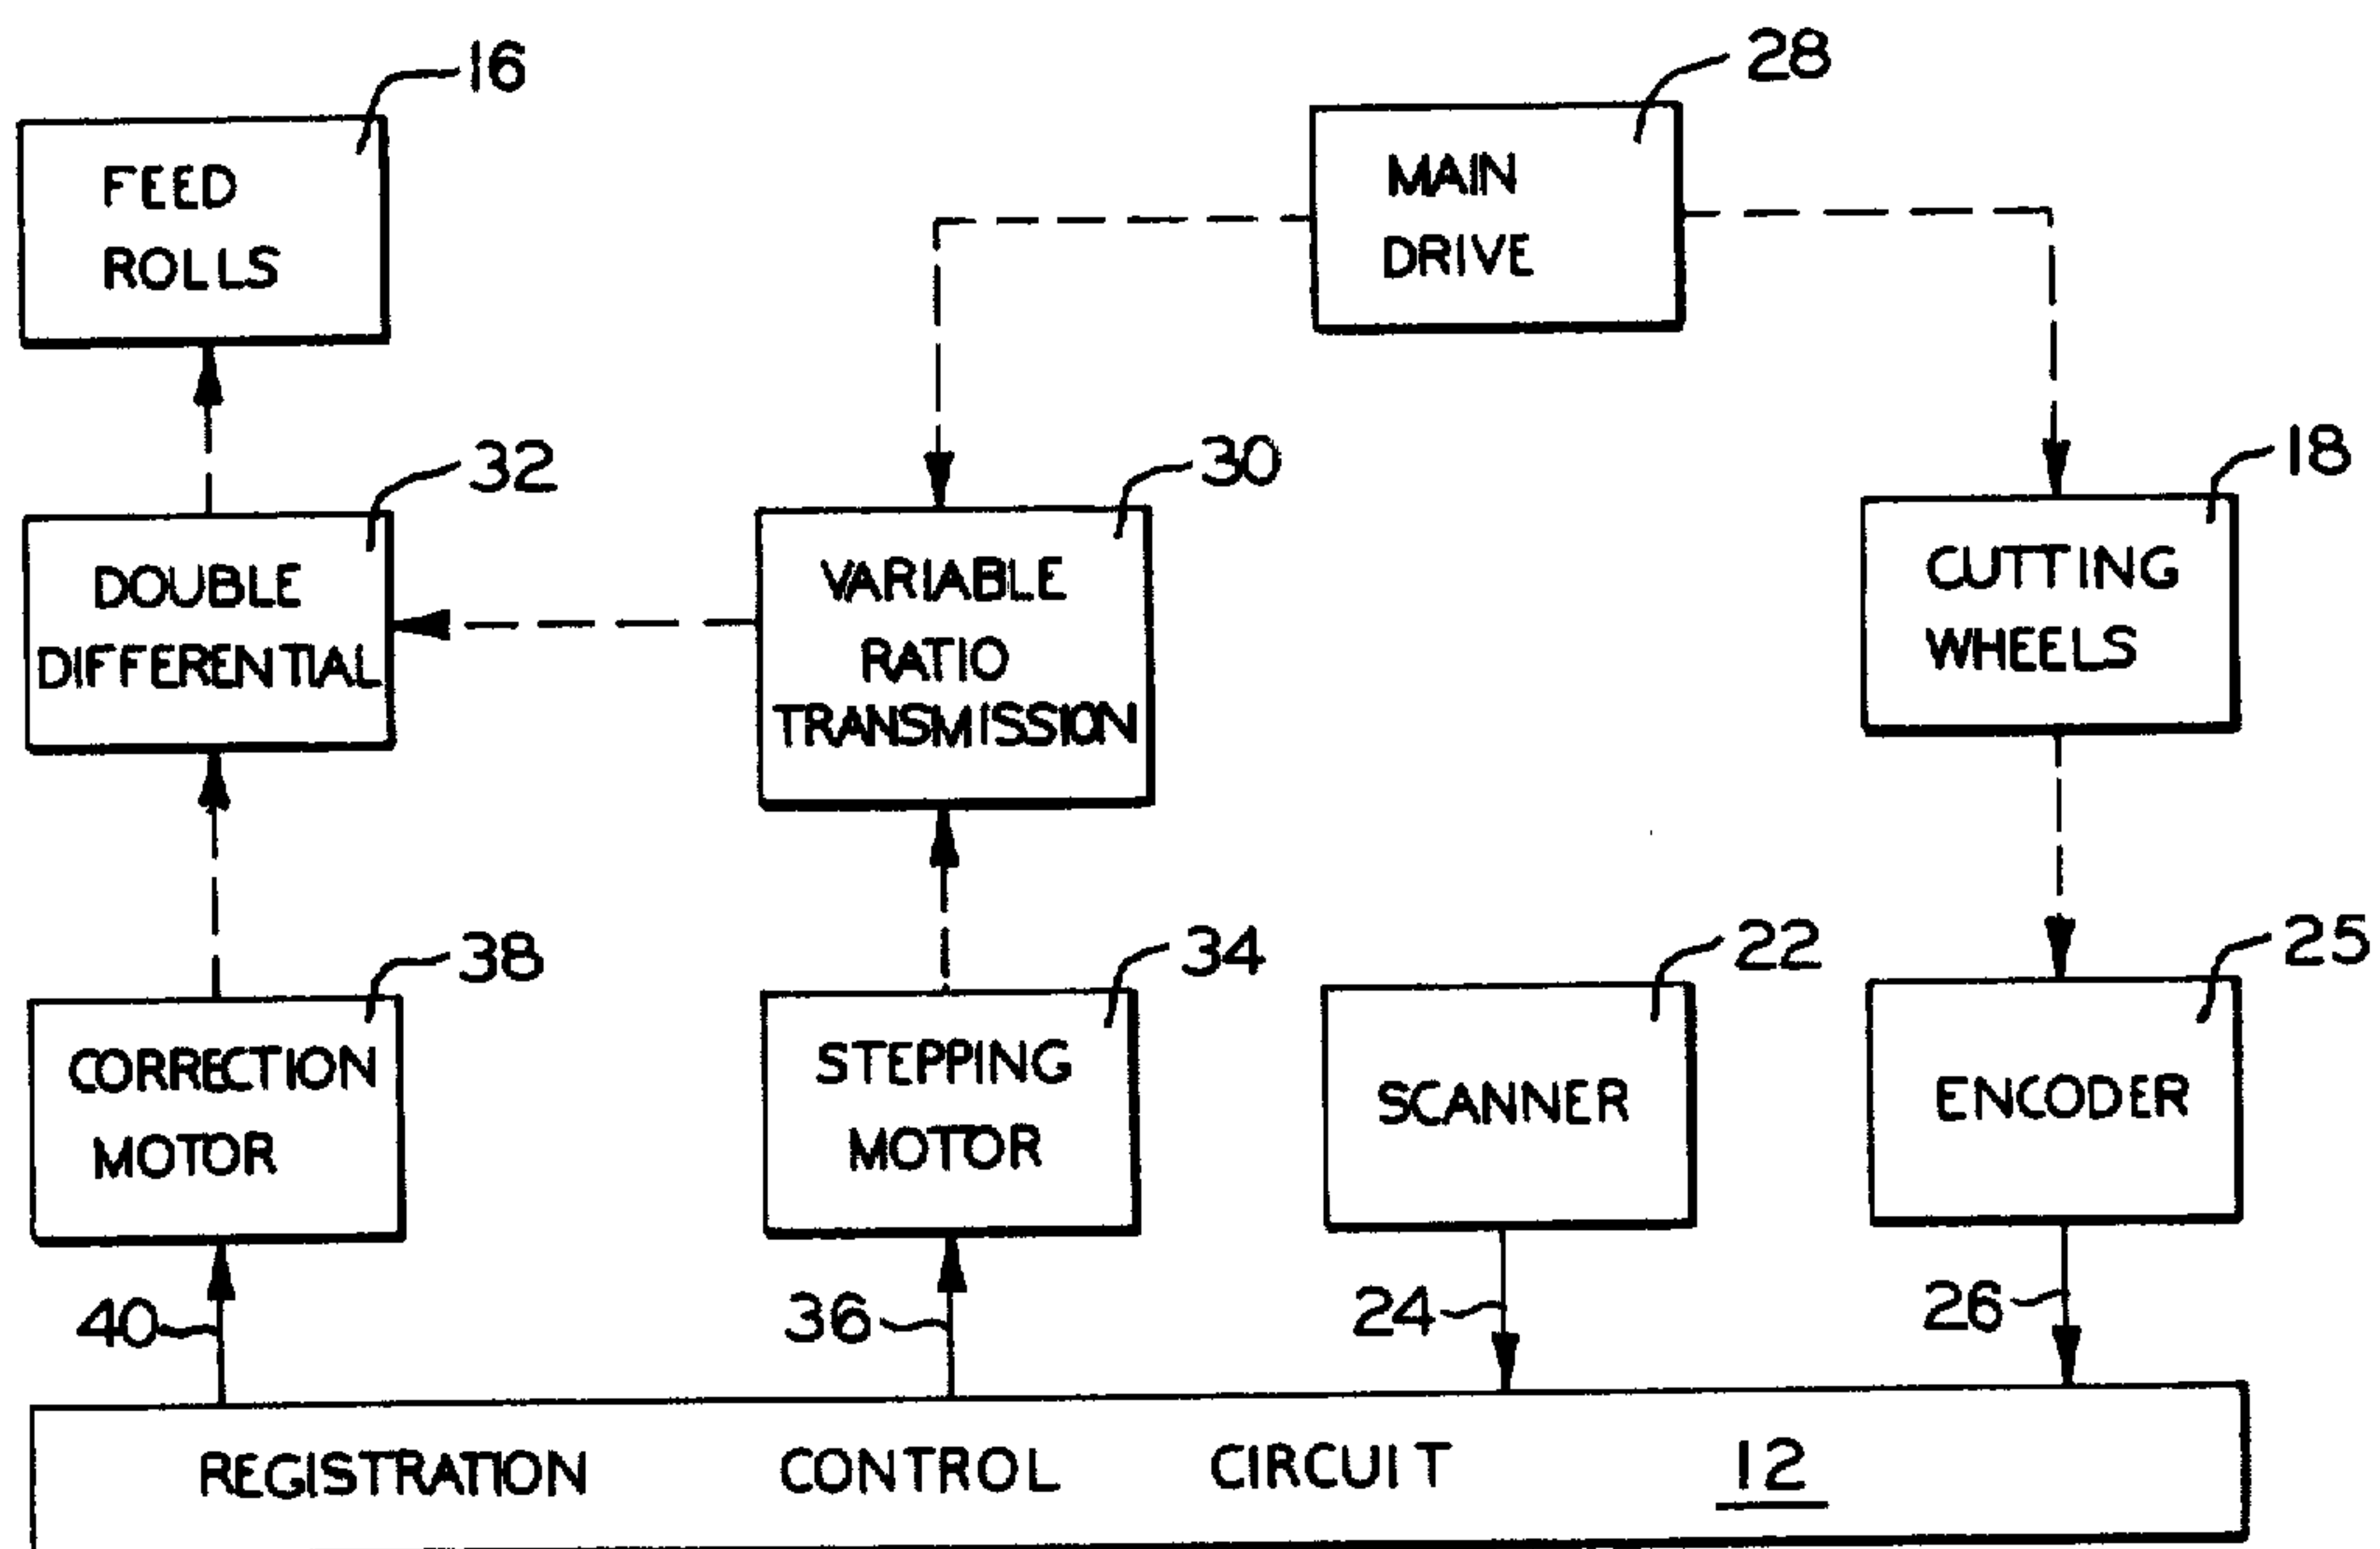 16
FEED
ROLLS
28
MAIN
DRIVE
32
DOUBLE
DIFFERENTIAL
30
VARIABLE
RATIO
TRANSMISSION
18
CUTTING
WHEELS
38
CORRECTION
MOTOR
34
STEPPING
MOTOR
22
SCANNER
25
ENCODER
40
36
24
26
REGISTRATION CONTROL CIRCUIT 12